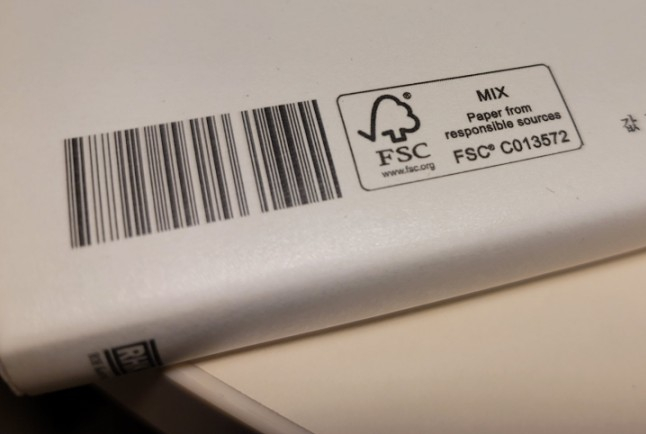 MIX
Paper from
responsible sources
FSC® C013572
FSC
www.fsc.org